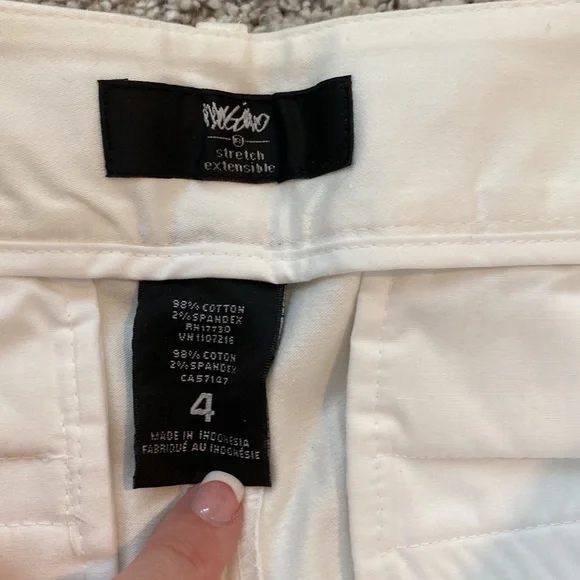 mossimo
stretch
extensible
98% COTTON
2% SPANDEX
RN17730
VN1107216
98% COTON
2% SPANDEX
CA57147
4
MADE IN INDONESIA
FABRIQUÉ AU INDONÉSIE